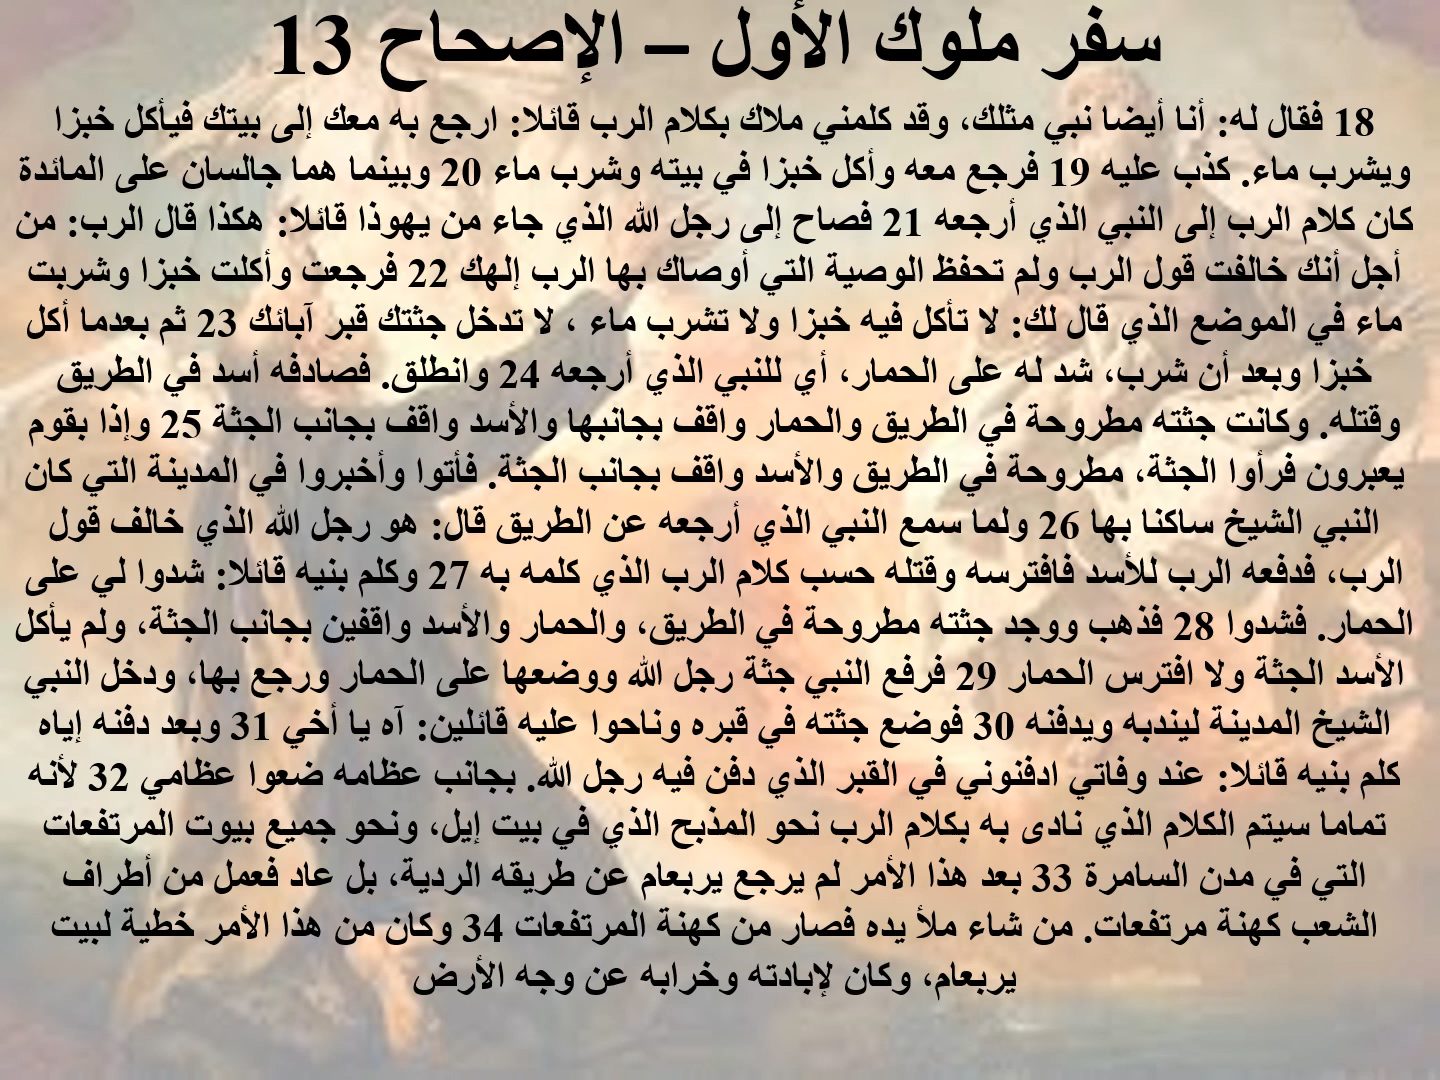 سفر ملوك الأول – الإصحاح 13
18 فقال له: أنا أيضا نبي مثلك، وقد كلمني ملاك بكلام الرب قائلا: ارجع به معك إلى بيتك فيأكل خبزا
ويشرب ماء. كذب عليه 19 فرجع معه وأكل خبزا في بيته وشرب ماء 20 وبينما هما جالسان على المائدة
كان كلام الرب إلى النبي الذي أرجعه 21 فصاح إلى رجل الله الذي جاء من يهوذا قائلا: هكذا قال الرب: من
أجل أنك خالفت قول الرب ولم تحفظ الوصية التي أوصاك بها الرب إلهك 22 فرجعت وأكلت خبزا وشربت
ماء في الموضع الذي قال لك: لا تأكل فيه خبزا ولا تشرب ماء ، لا تدخل جثتك قبر آبائك 23 ثم بعدما أكل
خبزا وبعد أن شرب، شد له على الحمار، أي للنبي الذي أرجعه 24 وانطلق. فصادفه أسد في الطريق
وقتله. وكانت جثته مطروحة في الطريق والحمار واقف بجانبها والأسد واقف بجانب الجثة 25 وإذا بقوم
يعبرون فرأوا الجثة، مطروحة في الطريق والأسد واقف بجانب الجثة. فأتوا وأخبروا في المدينة التي كان
النبي الشيخ ساكنا بها 26 ولما سمع النبي الذي أرجعه عن الطريق قال: هو رجل الله الذي خالف قول
الرب، فدفعه الرب للأسد فافترسه وقتله حسب كلام الرب الذي كلمه به 27 وكلم بنيه قائلا: شدوا لي على
الحمار. فشدوا 28 فذهب ووجد جثته مطروحة في الطريق، والحمار والأسد واقفين بجانب الجثة، ولم يأكل
الأسد الجثة ولا افترس الحمار 29 فرفع النبي جثة رجل الله ووضعها على الحمار ورجع بها، ودخل النبي
الشيخ المدينة ليندبه ويدفنه 30 فوضع جثته في قبره وناحوا عليه قائلين: آه يا أخي 31 وبعد دفنه إياه
كلم بنيه قائلا: عند وفاتي ادفنوني في القبر الذي دفن فيه رجل الله. بجانب عظامه ضعوا عظامي 32 لأنه
تماما سيتم الكلام الذي نادى به بكلام الرب نحو المذبح الذي في بيت إيل، ونحو جميع بيوت المرتفعات
التي في مدن السامرة 33 بعد هذا الأمر لم يرجع يربعام عن طريقه الردية، بل عاد فعمل من أطراف
الشعب كهنة مرتفعات. من شاء ملأ يده فصار من كهنة المرتفعات 34 وكان من هذا الأمر خطية لبيت
يربعام، وكان لإبادته وخرابه عن وجه الأرض